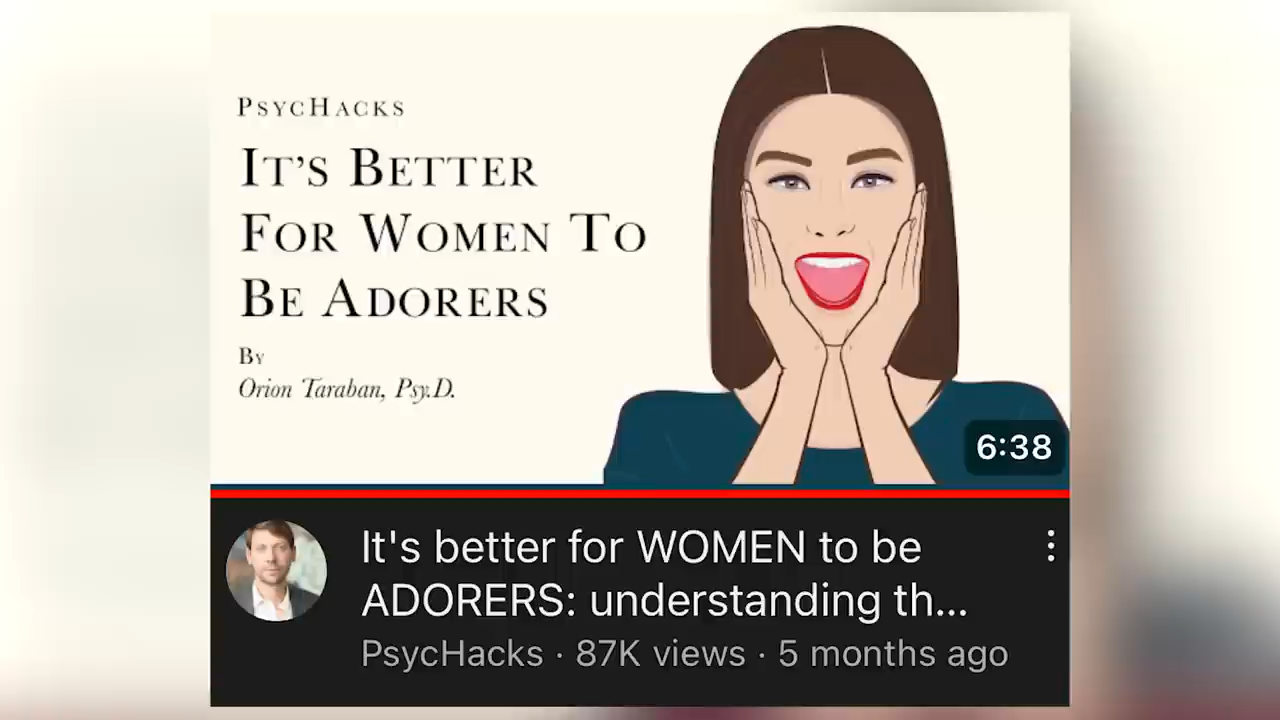 PSYCHACKS
IT'S BETTER
FOR WOMEN TO
BE ADORERS
BY
Orion Taraban, Psy.D.
6:38
It's better for WOMEN to be
ADORERS: understanding th...
PsycHacks · 87K views · 5 months ago